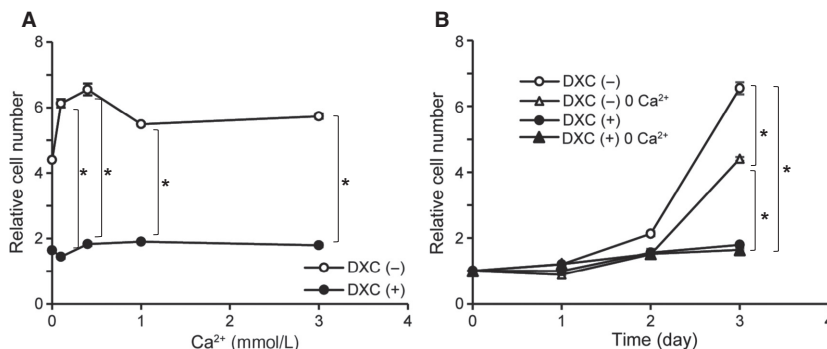 A
Relative cell number
8
6
4
2
0
*
*
*
*
DXC (–)
DXC (+)
0
1
2
3
4
Ca²⁺ (mmol/L)
B
Relative cell number
8
6
4
2
0
DXC (–)
DXC (–) 0 Ca²⁺
DXC (+)
DXC (+) 0 Ca²⁺
*
*
*
0
1
2
3
4
Time (day)